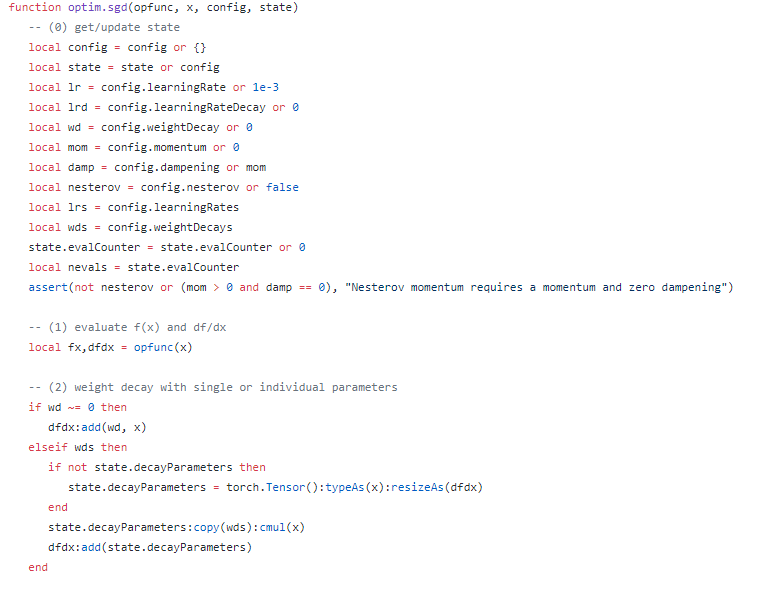 function optim.sgd(opfunc, x, config, state)
-- (0) get/update state
local config = config or {}
local state = state or config
local lr = config.learningRate or 1e-3
local lrd = config.learningRateDecay or 0
local wd = config.weightDecay or 0
local mom = config.momentum or 0
local damp = config.dampening or mom
local nesterov = config.nesterov or false
local lrs = config.learningRates
local wds = config.weightDecays
state.evalCounter = state.evalCounter or 0
local nevals = state.evalCounter
assert(not nesterov or (mom > 0 and damp == 0), "Nesterov momentum requires a momentum and zero dampening")
-- (1) evaluate f(x) and df/dx
local fx,dfdx = opfunc(x)
-- (2) weight decay with single or individual parameters
if wd ~= 0 then
dfdx:add(wd, x)
elseif wds then
if not state.decayParameters then
state.decayParameters = torch.Tensor():typeAs(x):resizeAs(dfdx)
end
state.decayParameters:copy(wds):cmul(x)
dfdx:add(state.decayParameters)
end